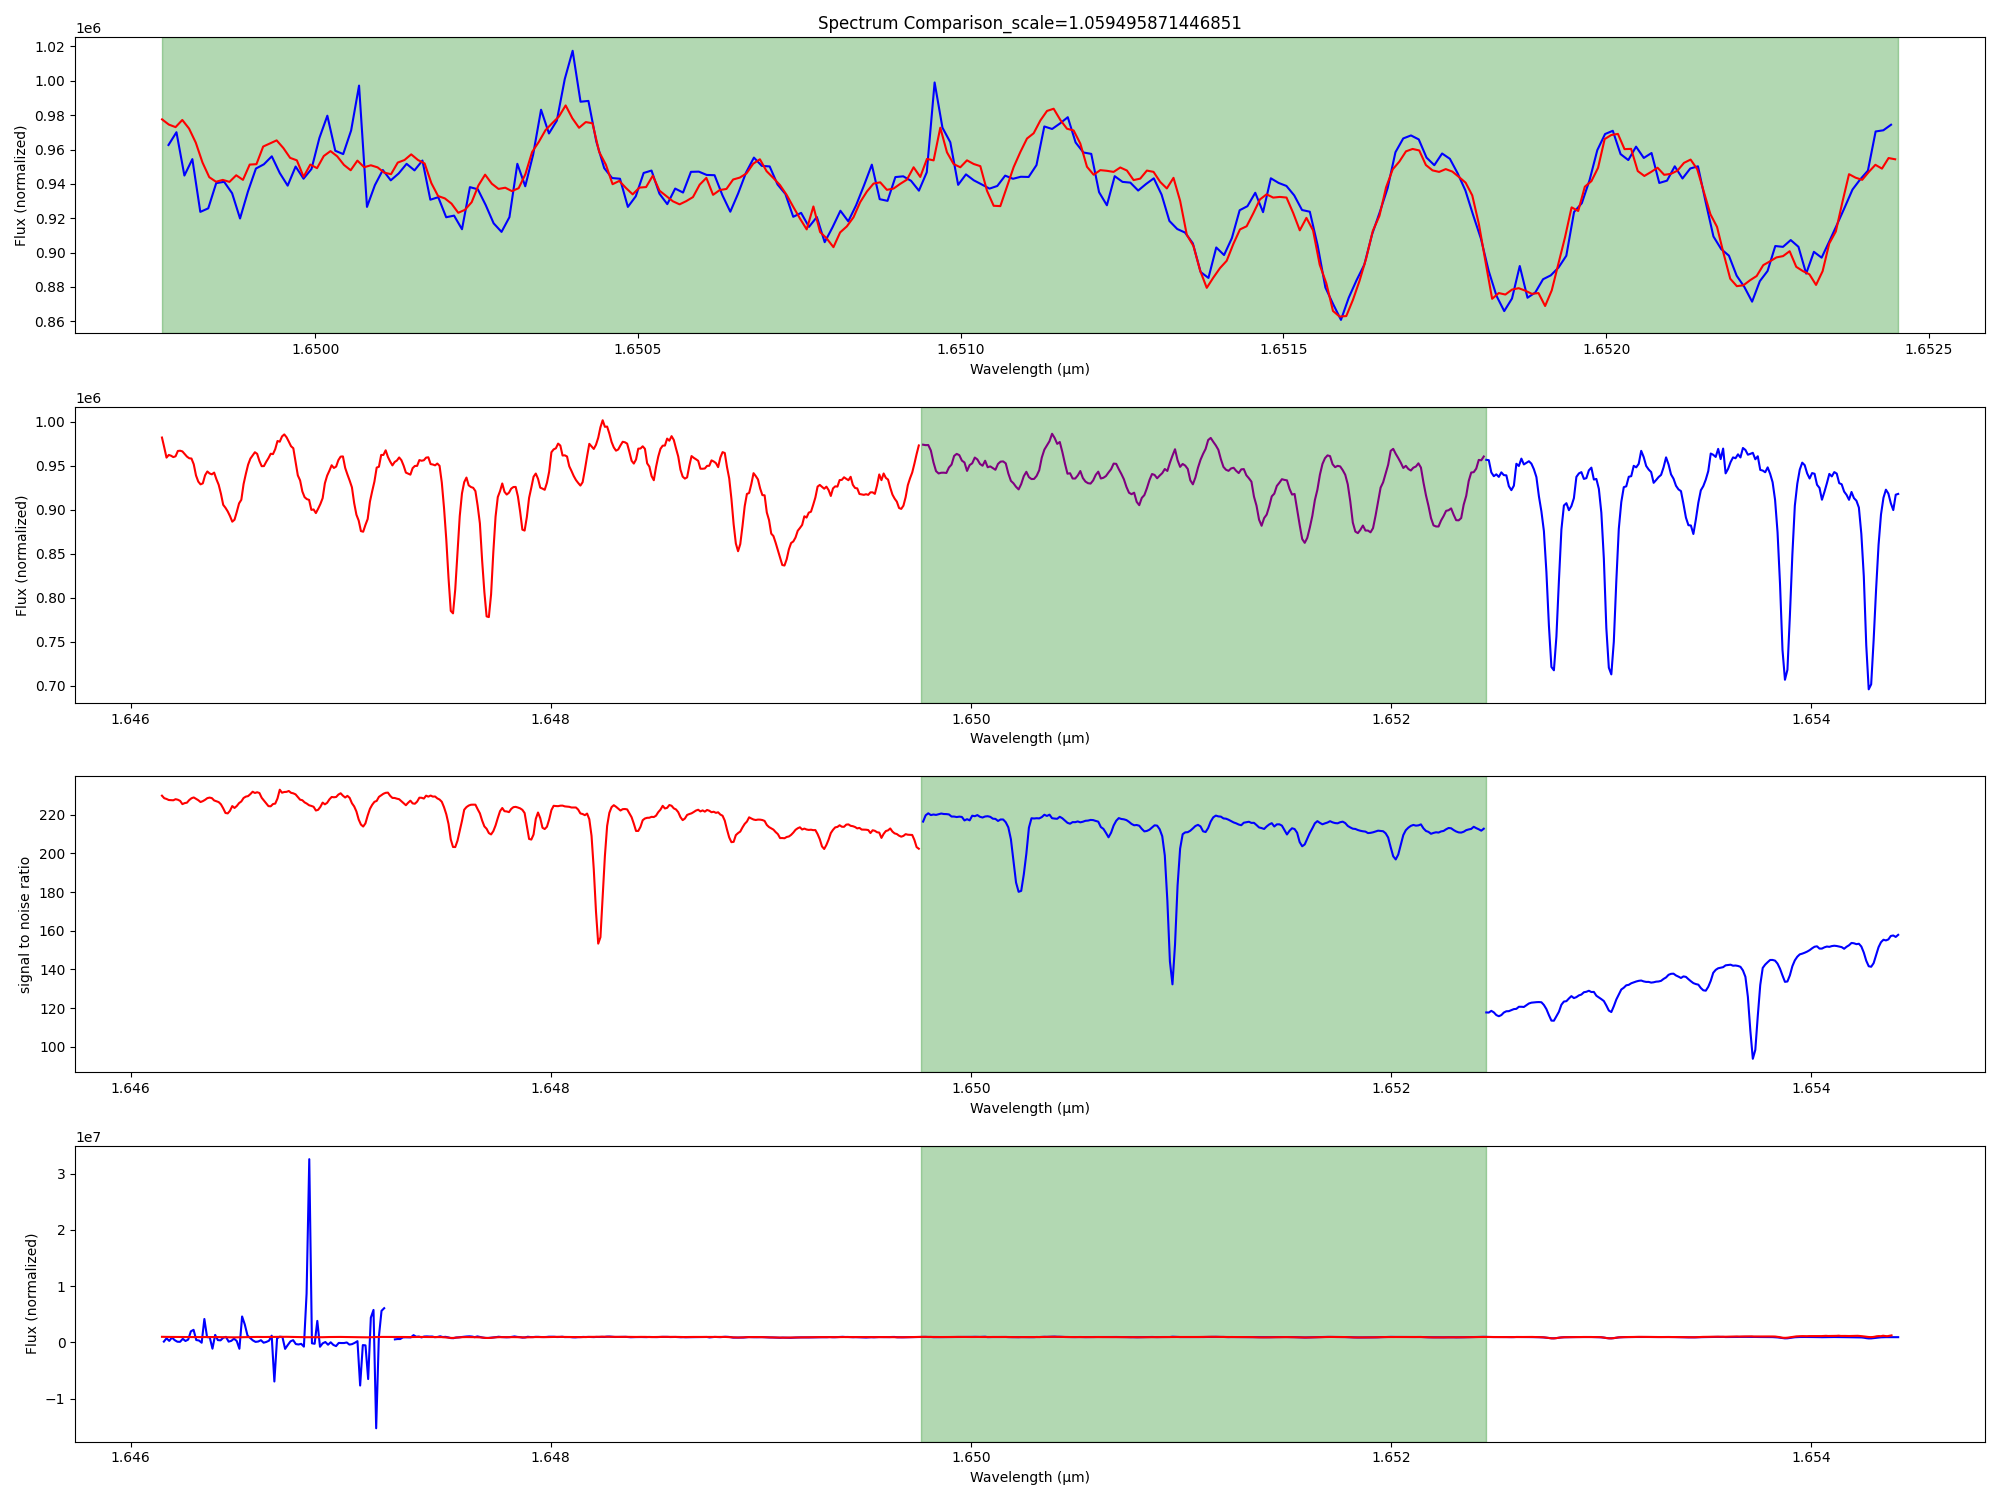 Spectrum Comparison_scale=1.059495871446851
1e6
Flux (normalized)
1.02
1.00
0.98
0.96
0.94
0.92
0.90
0.88
0.86
1.6500 1.6505 1.6510 1.6515 1.6520 1.6525
Wavelength (μm)
1e6
Flux (normalized)
1.00
0.95
0.90
0.85
0.80
0.75
0.70
1.646 1.648 1.650 1.652 1.654
Wavelength (μm)
signal to noise ratio
220
200
180
160
140
120
100
1.646 1.648 1.650 1.652 1.654
Wavelength (μm)
1e7
Flux (normalized)
3
2
1
0
−1
1.646 1.648 1.650 1.652 1.654
Wavelength (μm)